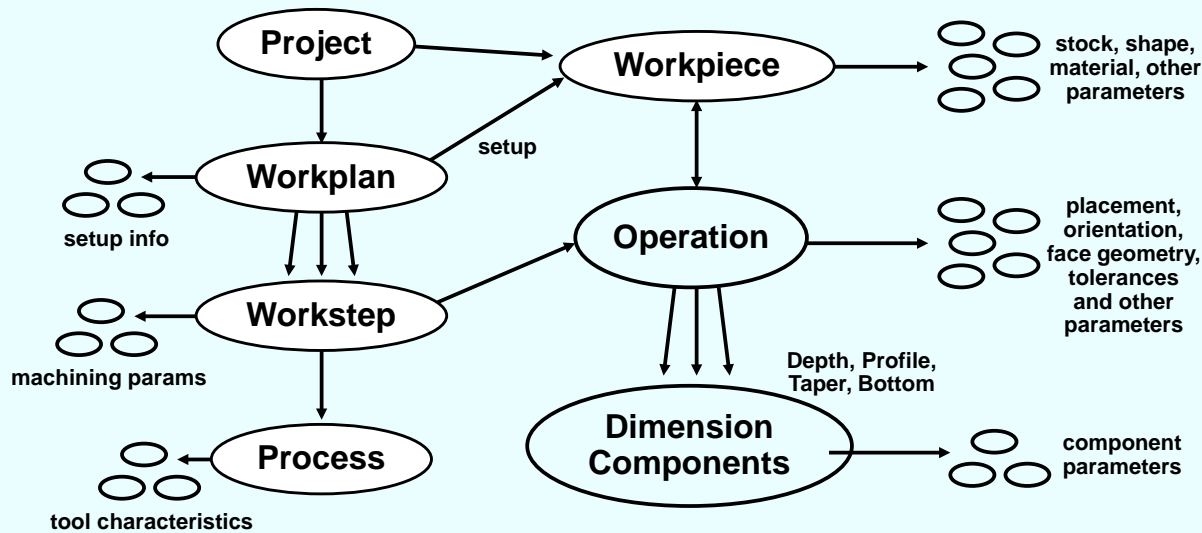 Project
Workpiece
stock, shape,
material, other
parameters
setup
Workplan
setup info
Operation
placement,
orientation,
face geometry,
tolerances
and other
parameters
Workstep
machining params
Depth, Profile,
Taper, Bottom
Dimension
Components
component
parameters
Process
tool characteristics